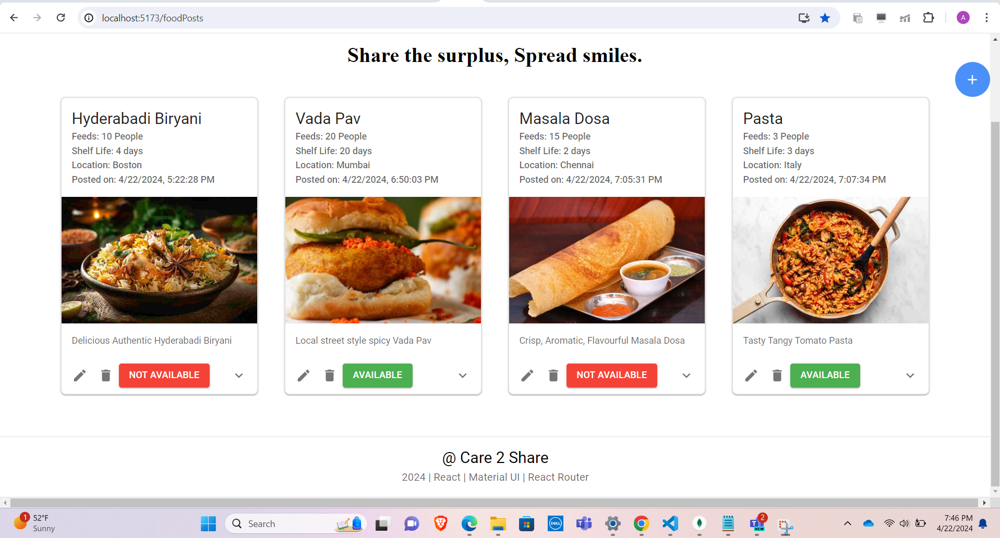 localhost:5173/foodPosts
A
Share the surplus, Spread smiles.
+
Hyderabadi Biryani
Feeds: 10 People
Shelf Life: 4 days
Location: Boston
Posted on: 4/22/2024, 5:22:28 PM
Delicious Authentic Hyderabadi Biryani
NOT AVAILABLE
Vada Pav
Feeds: 20 People
Shelf Life: 20 days
Location: Mumbai
Posted on: 4/22/2024, 6:50:03 PM
Local street style spicy Vada Pav
AVAILABLE
Masala Dosa
Feeds: 15 People
Shelf Life: 2 days
Location: Chennai
Posted on: 4/22/2024, 7:05:31 PM
Crisp, Aromatic, Flavourful Masala Dosa
NOT AVAILABLE
Pasta
Feeds: 3 People
Shelf Life: 3 days
Location: Italy
Posted on: 4/22/2024, 7:07:34 PM
Tasty Tangy Tomato Pasta
AVAILABLE
@ Care 2 Share
2024 | React | Material UI | React Router
1
52°F
Sunny
Search
DELL
T
T
2
NEW
7:46 PM
4/22/2024